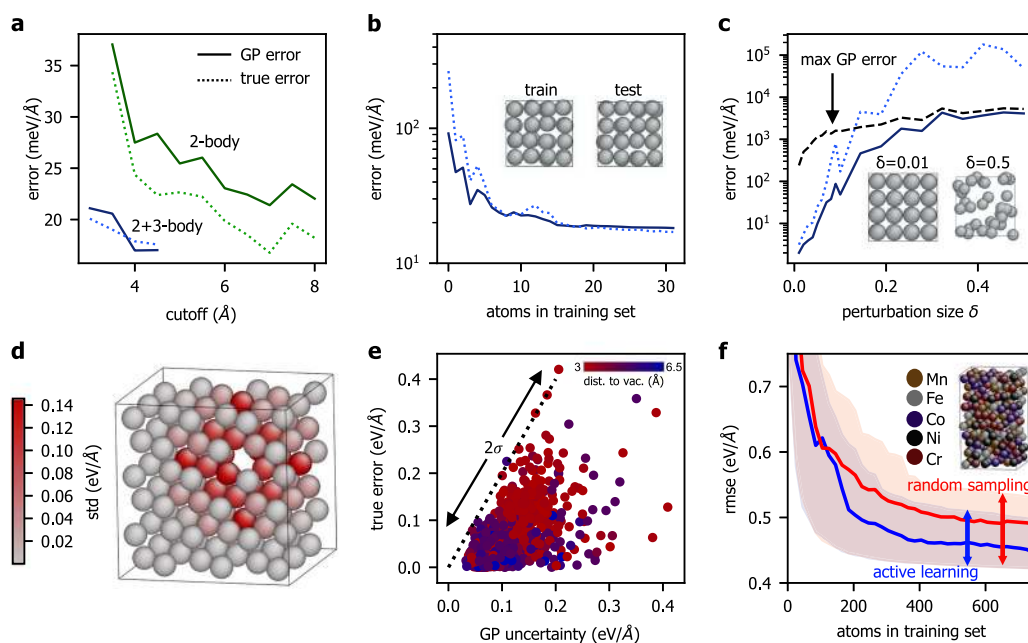 a
35
30
25
20
error (meV/Å)
GP error
true error
2-body
2+3-body
4
6
8
cutoff (Å)
b
10²
10¹
error (meV/Å)
train
test
0
10
20
30
atoms in training set
c
10⁵
10⁴
10³
10²
10¹
error (meV/Å)
max GP error
δ=0.01
δ=0.5
0.0
0.2
0.4
perturbation size δ
d
0.14
0.12
0.10
0.08
0.06
0.04
0.02
std (eV/Å)
e
0.4
0.3
0.2
0.1
0.0
true error (eV/Å)
3
6.5
dist. to vac. (Å)
2σ
0.0
0.1
0.2
0.3
0.4
GP uncertainty (eV/Å)
f
0.7
0.6
0.5
0.4
rmse (eV/Å)
Mn
Fe
Co
Ni
Cr
random sampling
active learning
0
200
400
600
atoms in training set